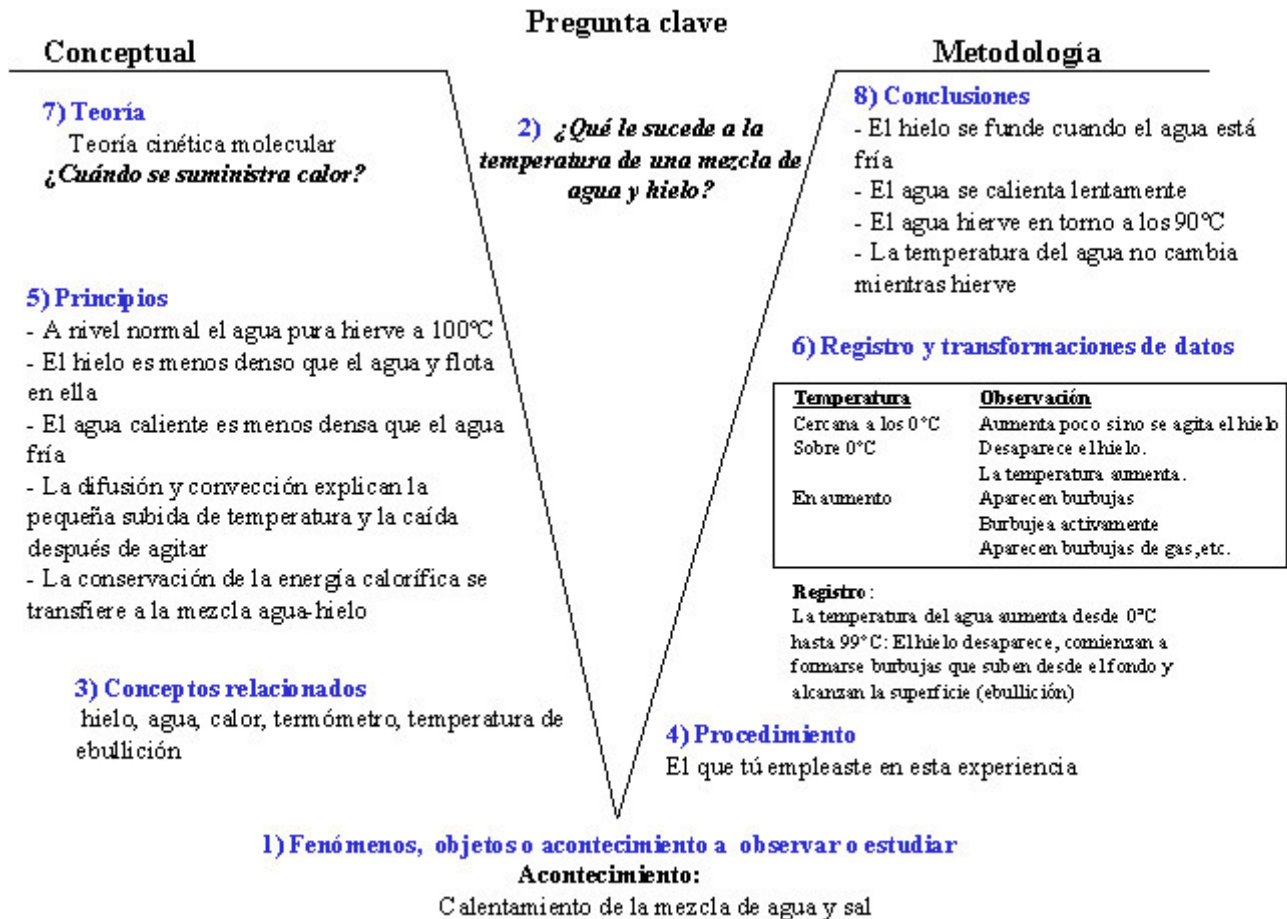 Pregunta clave
Conceptual
Metodología
7) Teoría
Teoría cinética molecular
¿Cuándo se suministra calor?
2) ¿Qué le sucede a la
temperatura de una mezcla de
agua y hielo?
8) Conclusiones
- El hielo se funde cuando el agua está
fría
- El agua se calienta lentamente
- El agua hierve en torno a los 90ºC
- La temperatura del agua no cambia
mientras hierve
5) Principios
- A nivel normal el agua pura hierve a 100ºC
- El hielo es menos denso que el agua y flota
en ella
- El agua caliente es menos densa que el agua
fría
- La difusión y convección explican la
pequeña subida de temperatura y la caída
después de agitar
- La conservación de la energía calorífica se
transfiere a la mezcla agua-hielo
6) Registro y transformaciones de datos
Temperatura Observación
Cercana a los 0°C Aumenta poco sino se agita el hielo
Sobre 0°C Desaparece el hielo.
La temperatura aumenta.
En aumento Aparecen burbujas
Burbujea activamente
Aparecen burbujas de gas,etc.
Registro:
La temperatura del agua aumenta desde 0°C
hasta 99°C: El hielo desaparece, comienzan a
formarse burbujas que suben desde el fondo y
alcanzan la superficie (ebullición)
3) Conceptos relacionados
hielo, agua, calor, termómetro, temperatura de
ebullición
4) Procedimiento
El que tú empleaste en esta experiencia
1) Fenómenos, objetos o acontecimiento a observar o estudiar
Acontecimiento:
Calentamiento de la mezcla de agua y sal